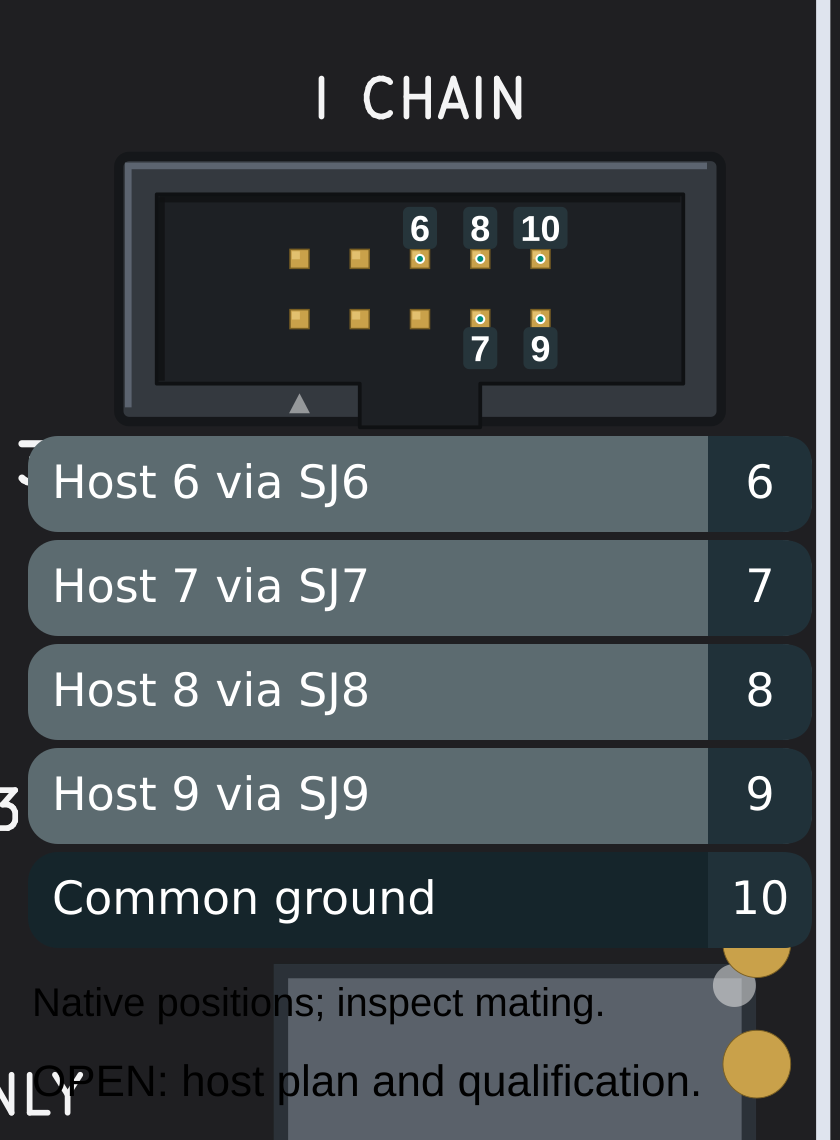 I CHAIN
6 8 10
7 9
Host 6 via SJ6 6
Host 7 via SJ7 7
Host 8 via SJ8 8
3
Host 9 via SJ9 9
Common ground 10
Native positions; inspect mating.
OPEN: host plan and qualification.
NLY